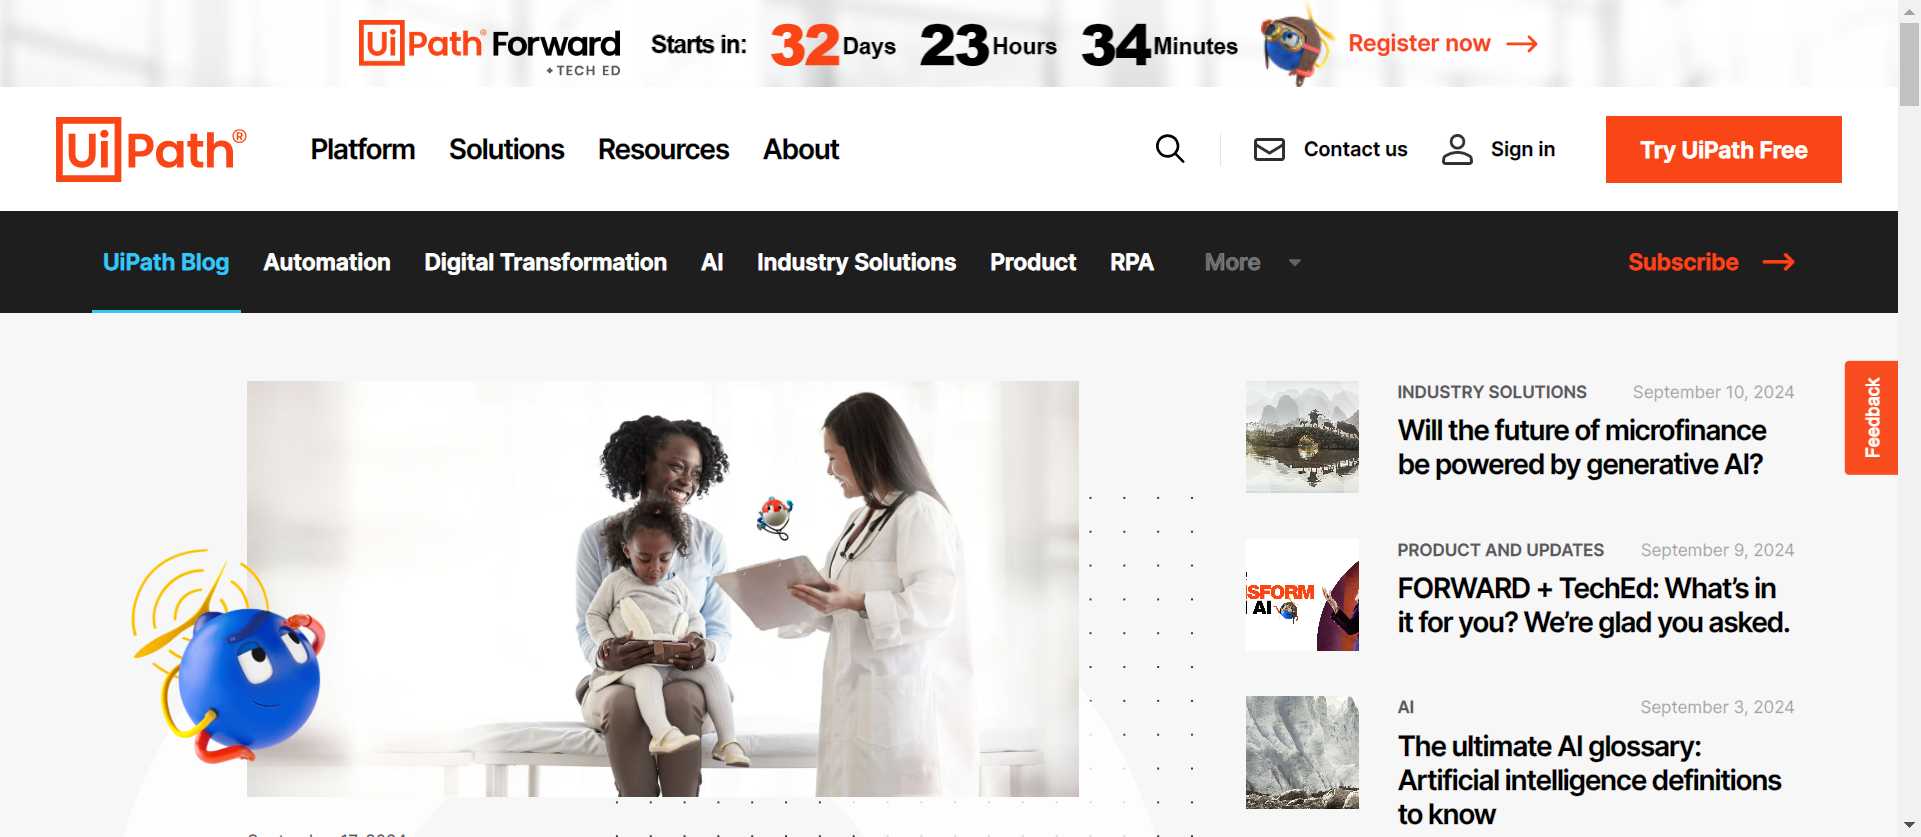 UiPath® Forward
+ TECH ED
Starts in: 32 Days 23 Hours 34 Minutes
Register now
UiPath®
Platform Solutions Resources About
Contact us Sign in Try UiPath Free
UiPath Blog Automation Digital Transformation AI Industry Solutions Product RPA More Subscribe
Feedback
INDUSTRY SOLUTIONS September 10, 2024
Will the future of microfinance
be powered by generative AI?
PRODUCT AND UPDATES September 9, 2024
FORWARD + TechEd: What’s in
it for you? We’re glad you asked.
SFORM
AI
AI September 3, 2024
The ultimate AI glossary:
Artificial intelligence definitions
to know
September 17, 2024